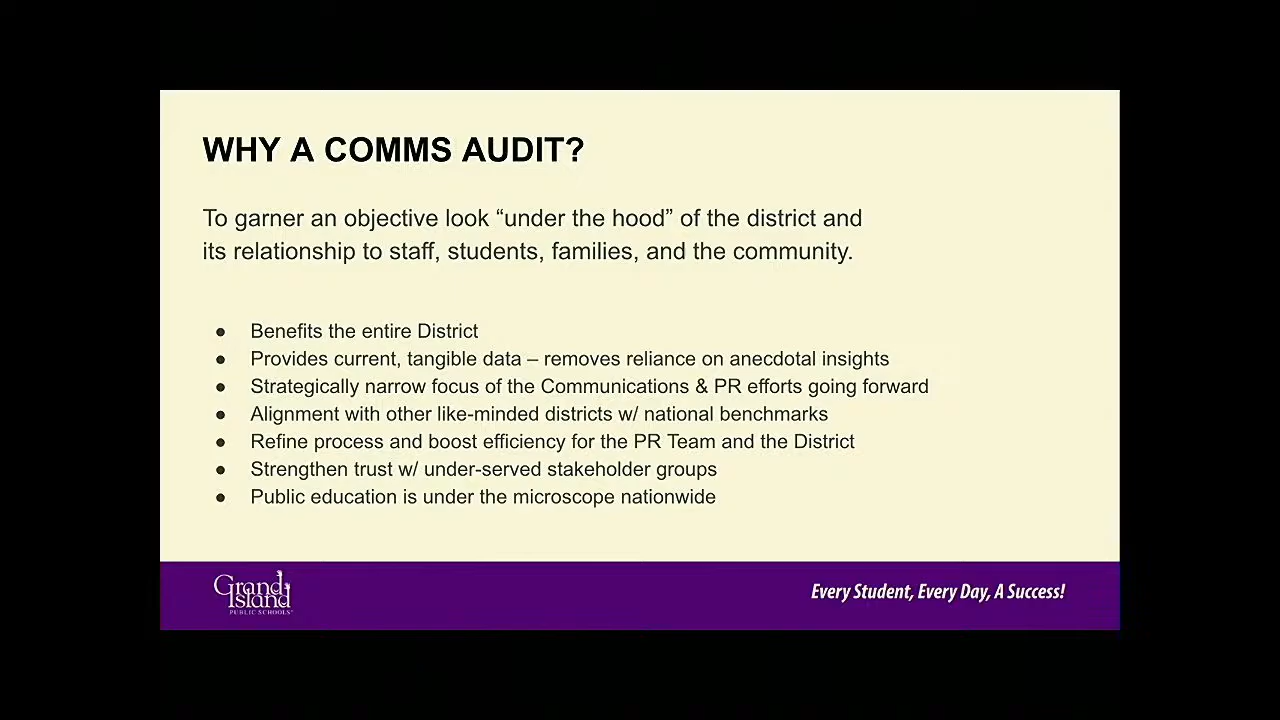 WHY A COMMS AUDIT?
To garner an objective look “under the hood” of the district and
its relationship to staff, students, families, and the community.
● Benefits the entire District
● Provides current, tangible data – removes reliance on anecdotal insights
● Strategically narrow focus of the Communications & PR efforts going forward
● Alignment with other like-minded districts w/ national benchmarks
● Refine process and boost efficiency for the PR Team and the District
● Strengthen trust w/ under-served stakeholder groups
● Public education is under the microscope nationwide
Grand
Island
PUBLIC SCHOOLS
Every Student, Every Day, A Success!